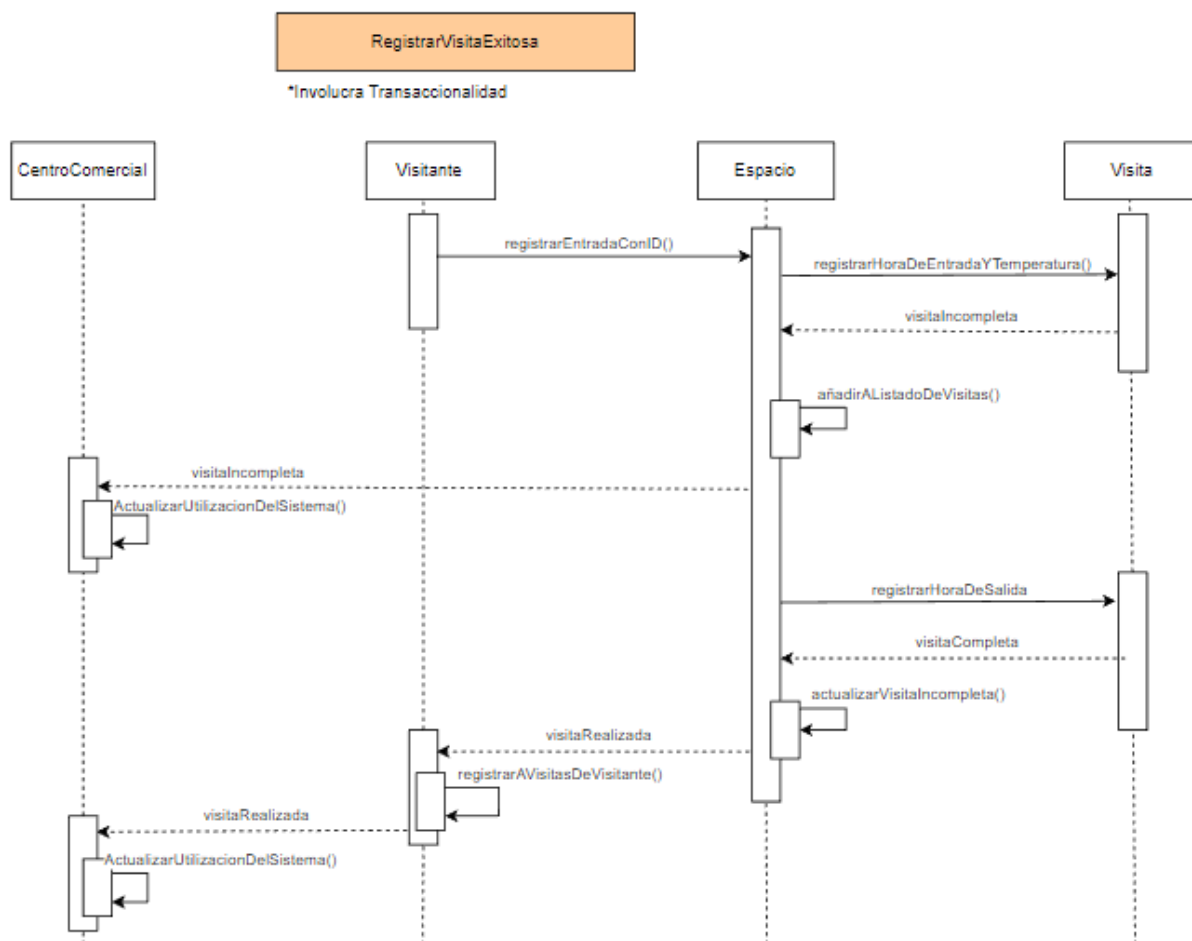 RegistrarVisitaExitosa
*Involucra Transaccionalidad
CentroComercial
Visitante
Espacio
Visita
registrarEntradaConID()
registrarHoraDeEntradaYTemperatura()
visitaIncompleta
añadirAListadoDeVisitas()
visitaIncompleta
ActualizarUtilizacionDelSistema()
registrarHoraDeSalida
visitaCompleta
actualizarVisitaIncompleta()
visitaRealizada
registrarAVisitasDeVisitante()
visitaRealizada
ActualizarUtilizacionDelSistema()